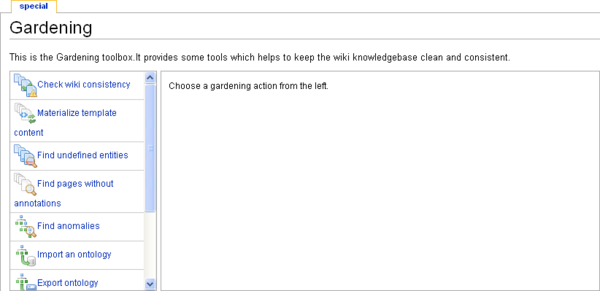 special
Gardening
This is the Gardening toolbox.It provides some tools which helps to keep the wiki knowledgebase clean and consistent.
Check wiki consistency
Materialize template
content
Find undefined entities
Find pages without
annotations
Find anomalies
Import an ontology
Export ontology
Choose a gardening action from the left.